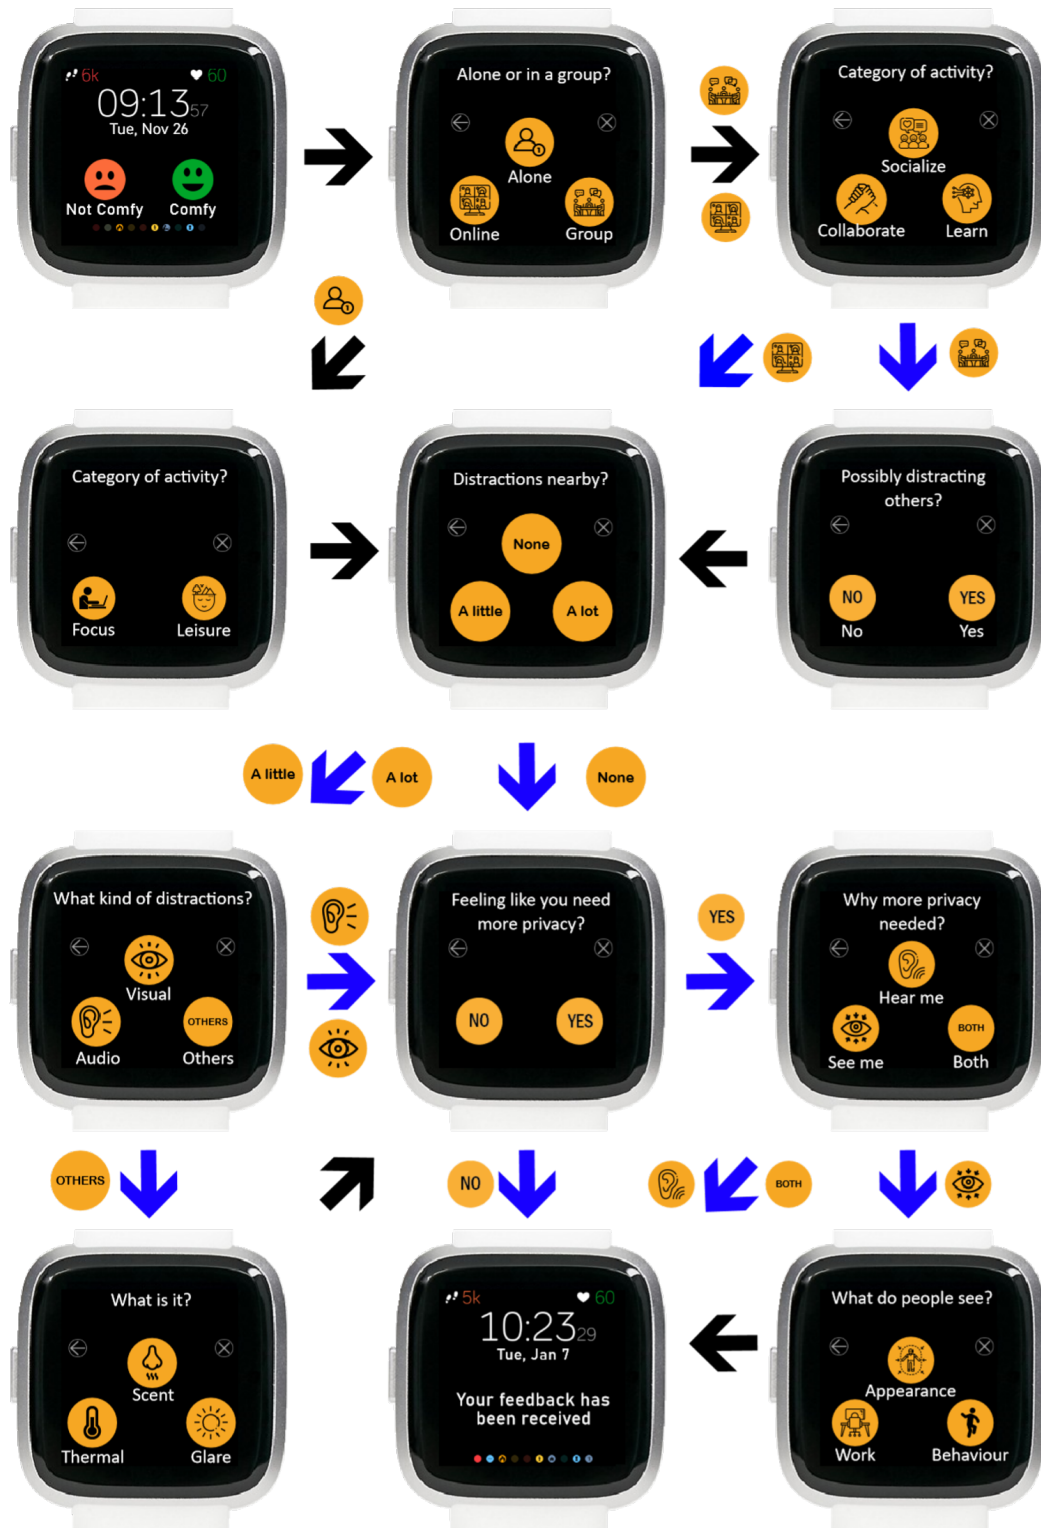 6k
60
09:1357
Tue, Nov 26
Not Comfy
Comfy
Alone or in a group?
Alone
Online
Group
Category of activity?
Socialize
Collaborate
Learn
Category of activity?
Focus
Leisure
Distractions nearby?
None
A little
A lot
Possibly distracting
others?
NO
YES
No
Yes
A little
A lot
None
What kind of distractions?
Visual
OTHERS
Audio
Others
Feeling like you need
more privacy?
NO
YES
YES
Why more privacy
needed?
Hear me
BOTH
See me
Both
OTHERS
NO
BOTH
What is it?
Scent
Thermal
Glare
5k
60
10:2329
Tue, Jan 7
Your feedback has
been received
What do people see?
Appearance
Work
Behaviour